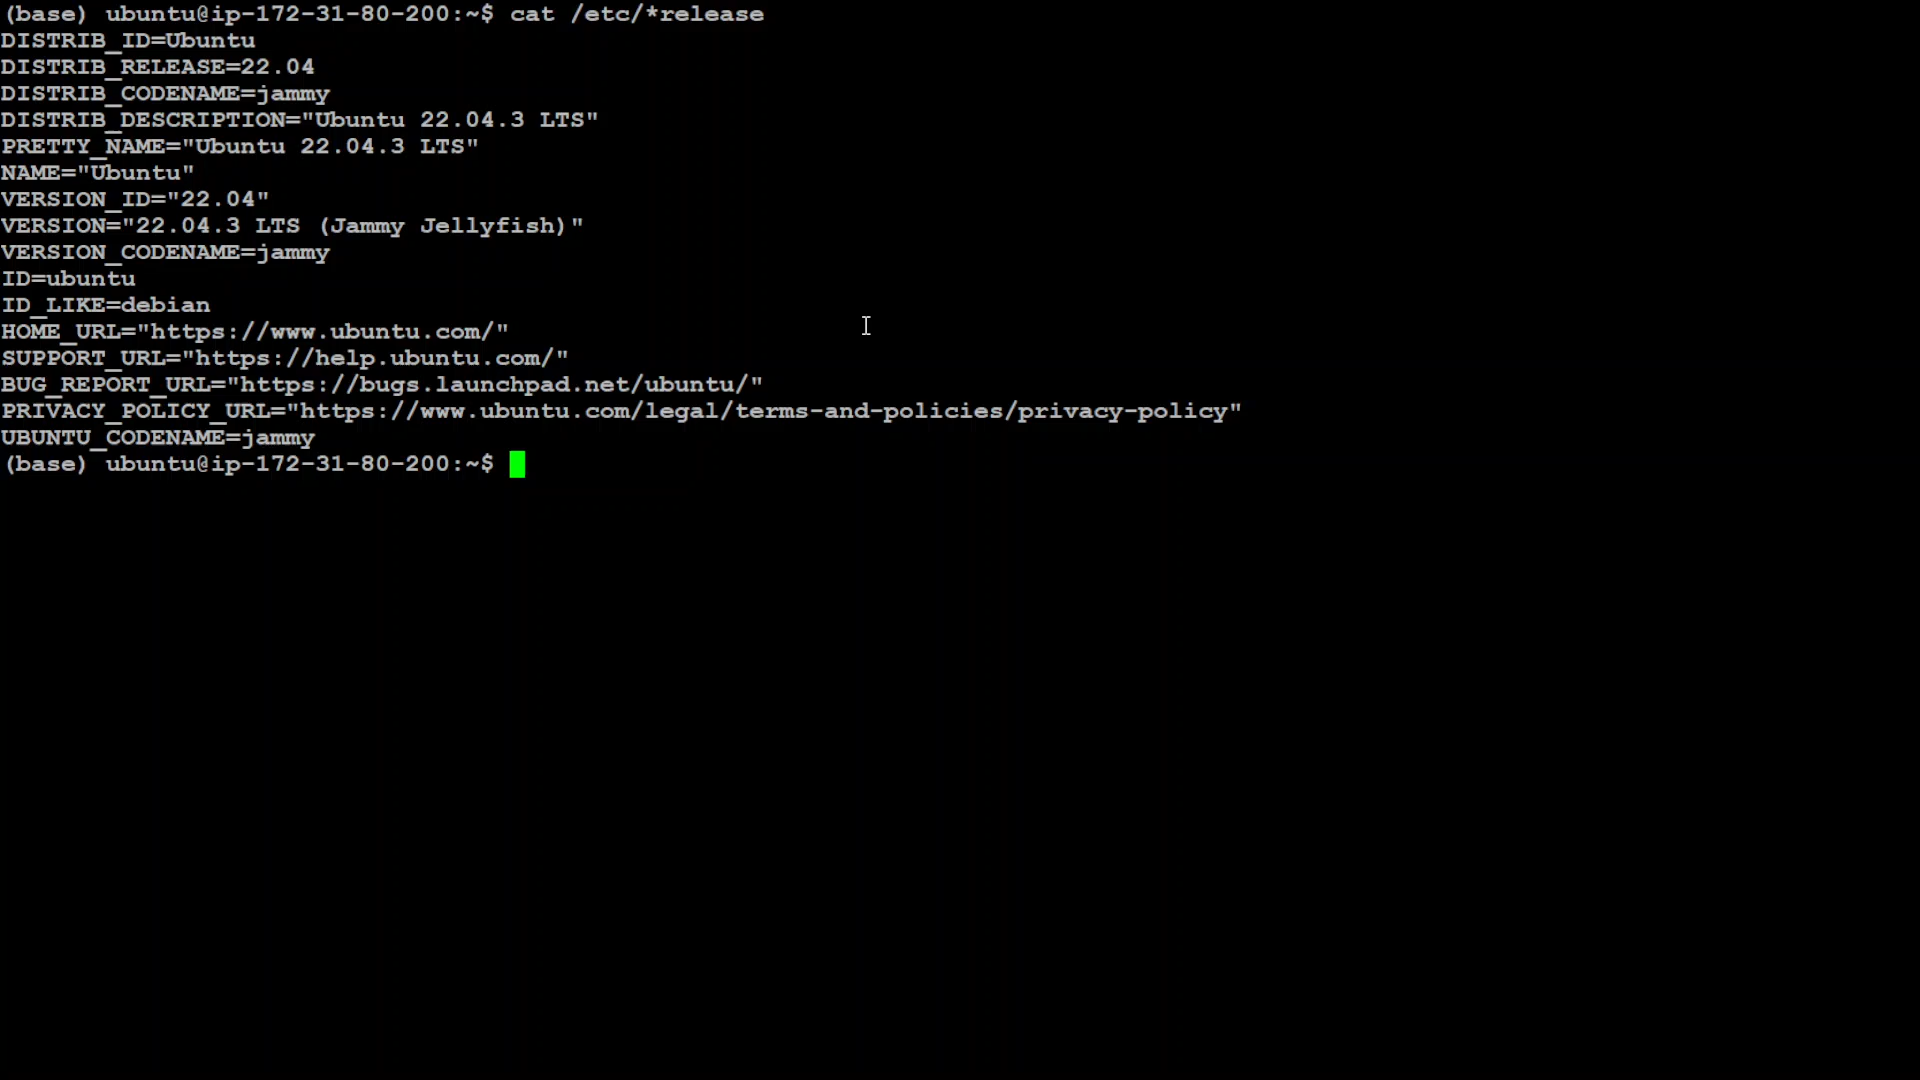 (base) ubuntu@ip-172-31-80-200:~$ cat /etc/*release
DISTRIB_ID=Ubuntu
DISTRIB_RELEASE=22.04
DISTRIB_CODENAME=jammy
DISTRIB_DESCRIPTION="Ubuntu 22.04.3 LTS"
PRETTY_NAME="Ubuntu 22.04.3 LTS"
NAME="Ubuntu"
VERSION_ID="22.04"
VERSION="22.04.3 LTS (Jammy Jellyfish)"
VERSION_CODENAME=jammy
ID=ubuntu
ID_LIKE=debian
HOME_URL="https://www.ubuntu.com/"
SUPPORT_URL="https://help.ubuntu.com/"
BUG_REPORT_URL="https://bugs.launchpad.net/ubuntu/"
PRIVACY_POLICY_URL="https://www.ubuntu.com/legal/terms-and-policies/privacy-policy"
UBUNTU_CODENAME=jammy
(base) ubuntu@ip-172-31-80-200:~$